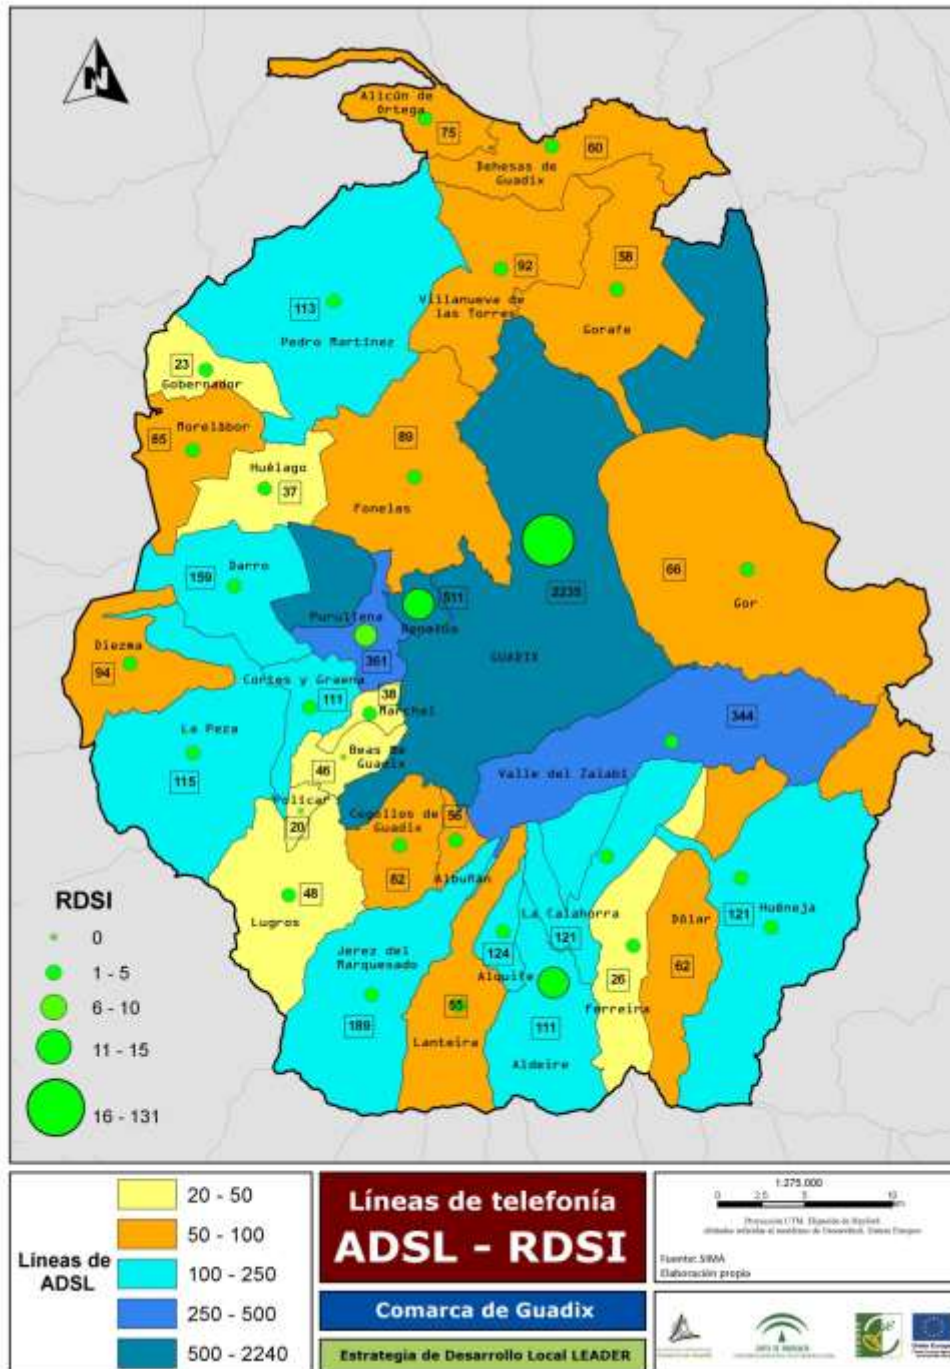 N
Alicún de
Ortega
75
60
Dehesas de
Guadix
58
92
Villanueva de
las Torres
113
Gorafe
Pedro Martínez
23
Gobernador
Morelábor
85
89
Huélago
37
Fonelas
Darro
159
66
2235
511
Gor
Purullena
Benalúa
Diezma
94
361
GUADIX
Cortes y Graena
111
38
Marchal
344
La Peza
115
Beas de
Guadix
46
Valle del Zalabí
Policar
20
Cogollos de
Guadix
56
82
Albuñán
RDSI
48
Lugros
La Calahorra
Dólar
121
Huéneja
0
Jerez del
Marquesado
124
121
1 - 5
Alquife
26
62
6 - 10
189
55
Ferreira
111
11 - 15
Lanteira
Aldeire
16 - 131
Líneas de
ADSL
20 - 50
50 - 100
100 - 250
250 - 500
500 - 2240
Líneas de telefonía
ADSL - RDSI
Comarca de Guadix
Estrategia de Desarrollo Local LEADER
1:275.000
0 2,5 5 10
Fuente: SIMA
Elaboración propia